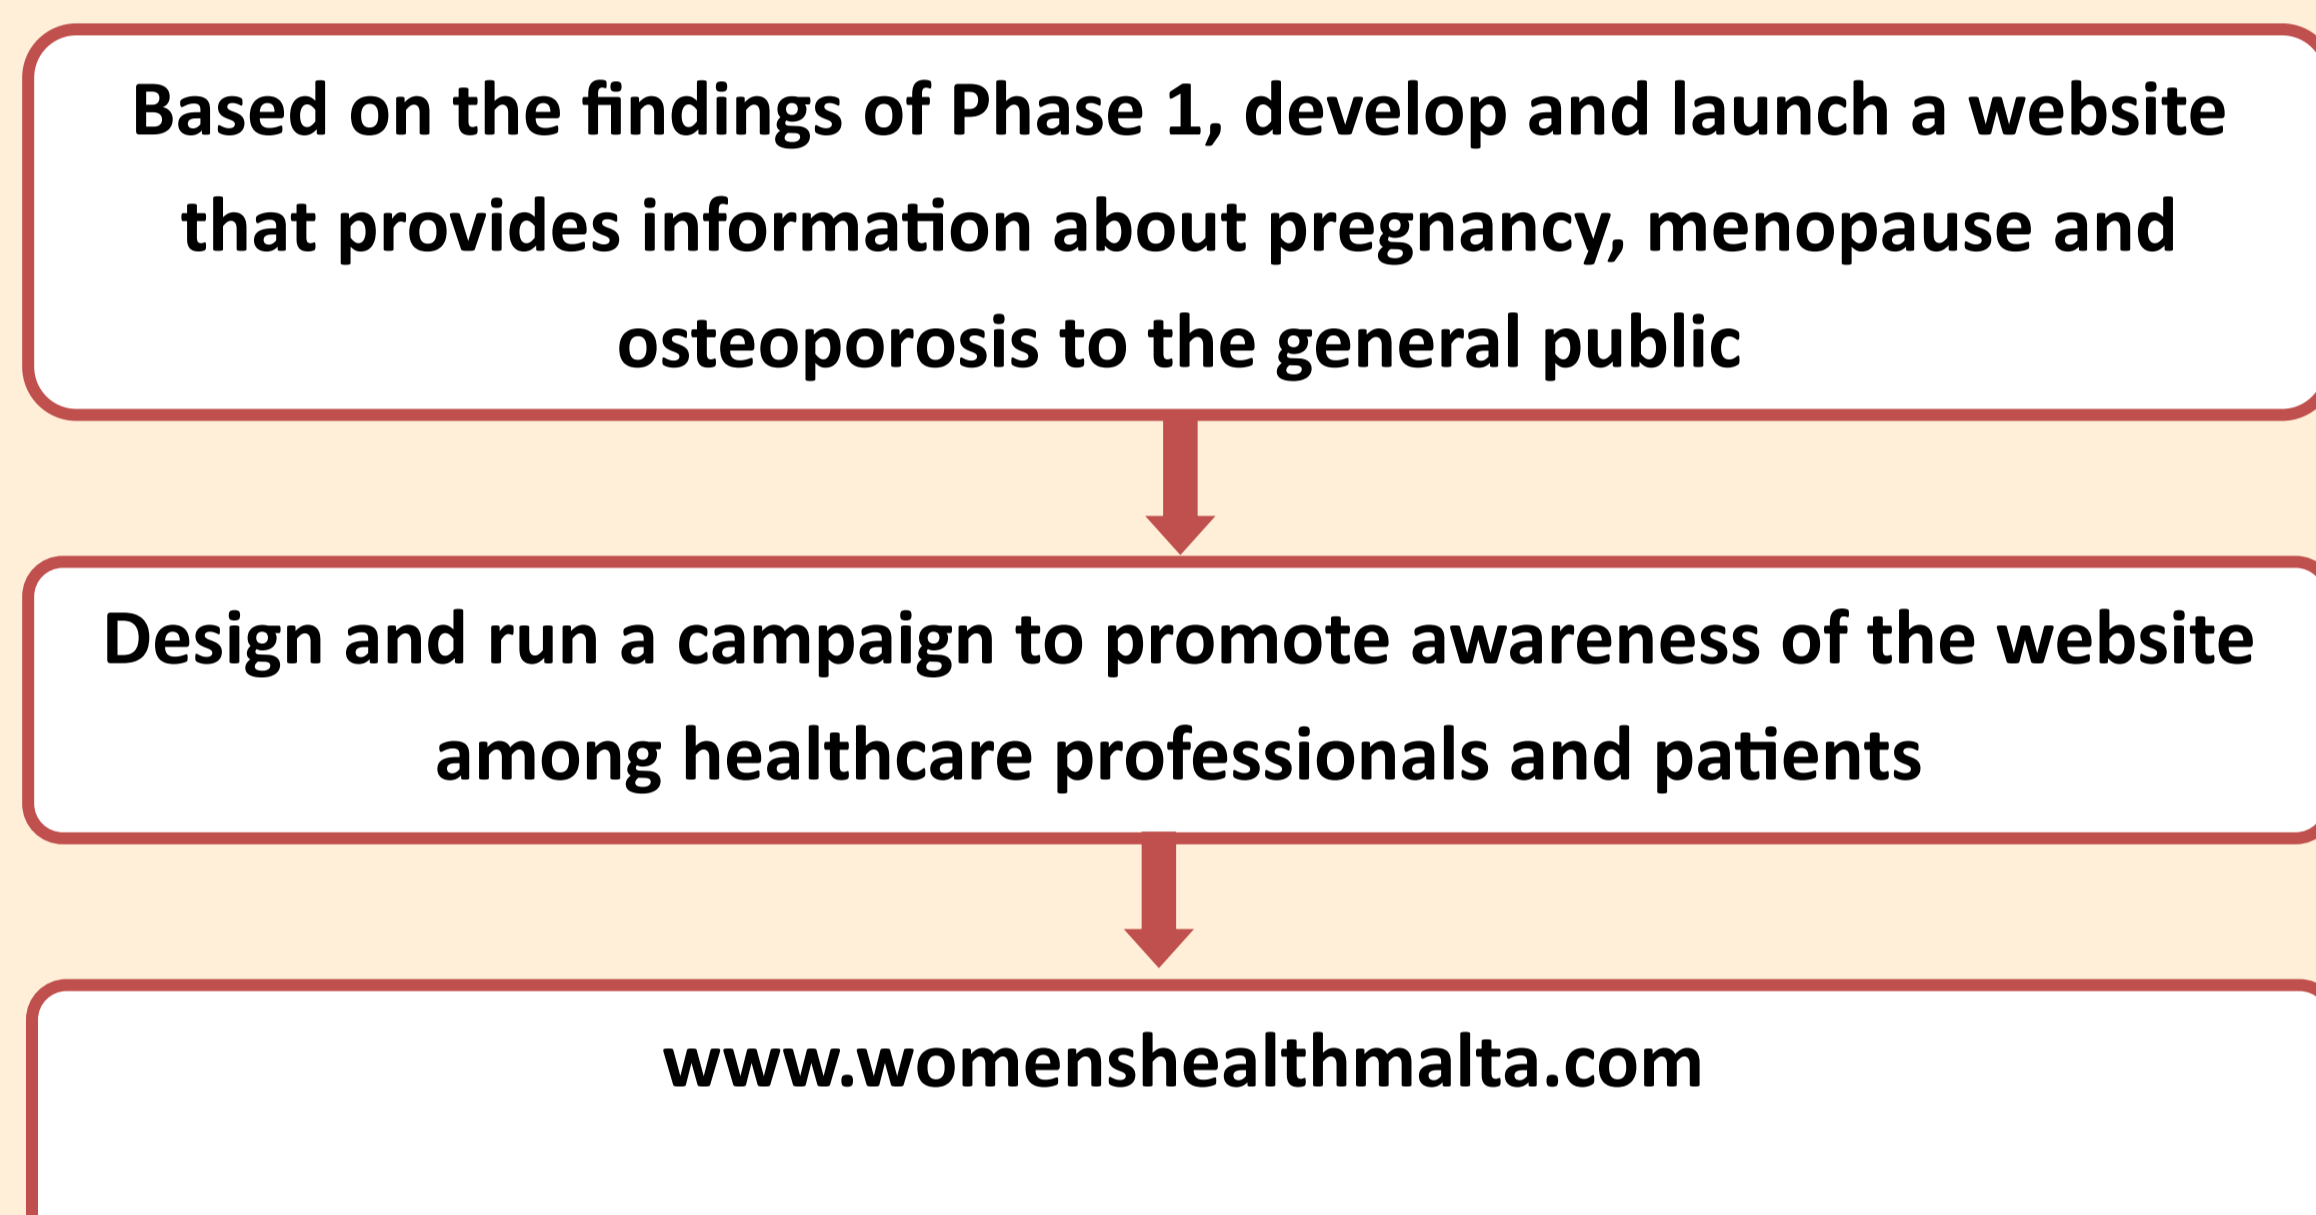 Based on the findings of Phase 1, develop and launch a website
that provides information about pregnancy, menopause and
osteoporosis to the general public
Design and run a campaign to promote awareness of the website
among healthcare professionals and patients
www.womenshealthmalta.com